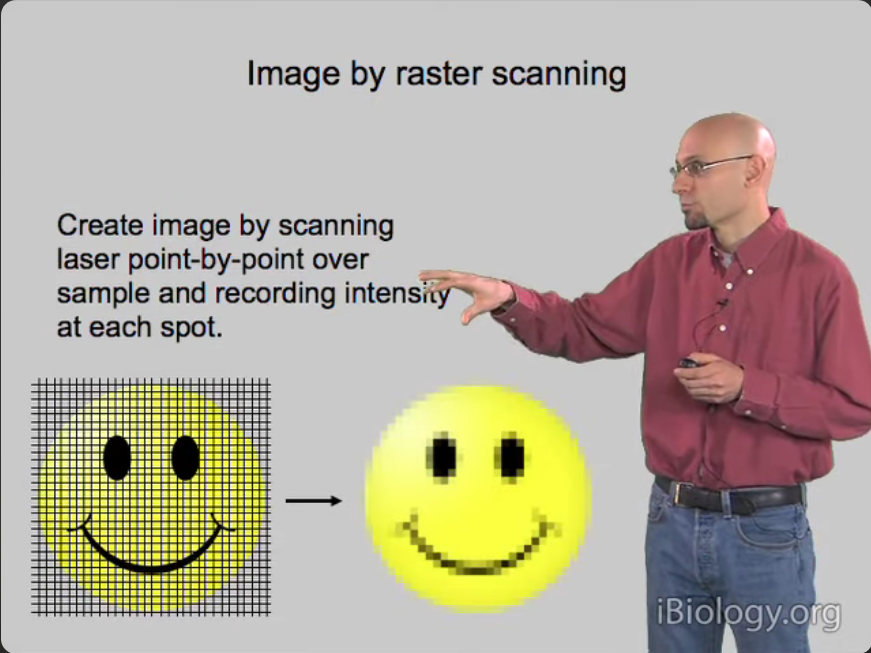 Image by raster scanning
Create image by scanning
laser point-by-point over
sample and recording intensity
at each spot.
iBiology.org